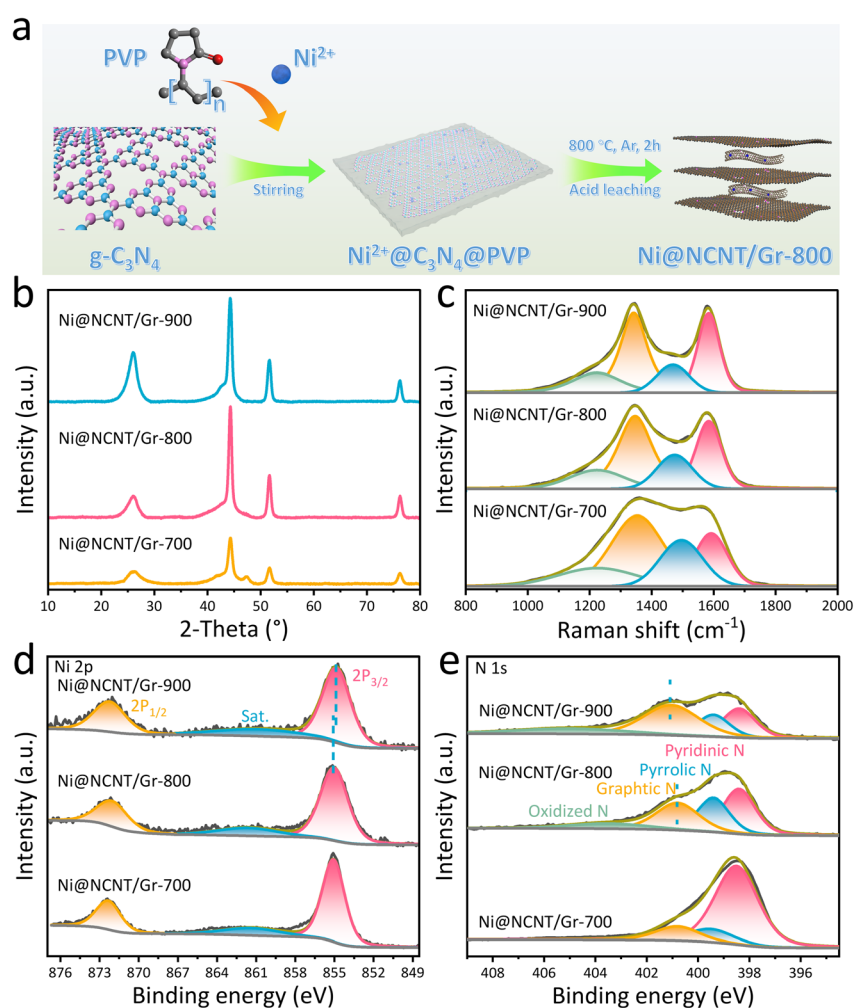 a
PVP
Ni²⁺
n
800 °C, Ar, 2h
Stirring
Acid leaching
g-C₃N₄
Ni²⁺@C₃N₄@PVP
Ni@NCNT/Gr-800
b
Ni@NCNT/Gr-900
Ni@NCNT/Gr-800
Ni@NCNT/Gr-700
Intensity (a.u.)
10 20 30 40 50 60 70 80
2-Theta (°)
c
Ni@NCNT/Gr-900
Ni@NCNT/Gr-800
Ni@NCNT/Gr-700
Intensity (a.u.)
800 1000 1200 1400 1600 1800 2000
Raman shift (cm⁻¹)
d
Ni 2p
Ni@NCNT/Gr-900
2P₁/₂
Sat.
2P₃/₂
Ni@NCNT/Gr-800
Ni@NCNT/Gr-700
Intensity (a.u.)
876 873 870 867 864 861 858 855 852 849
Binding energy (eV)
e
N 1s
Ni@NCNT/Gr-900
Pyridinic N
Ni@NCNT/Gr-800
Pyrrolic N
Graphtic N
Oxidized N
Ni@NCNT/Gr-700
Intensity (a.u.)
408 406 404 402 400 398 396
Binding energy (eV)